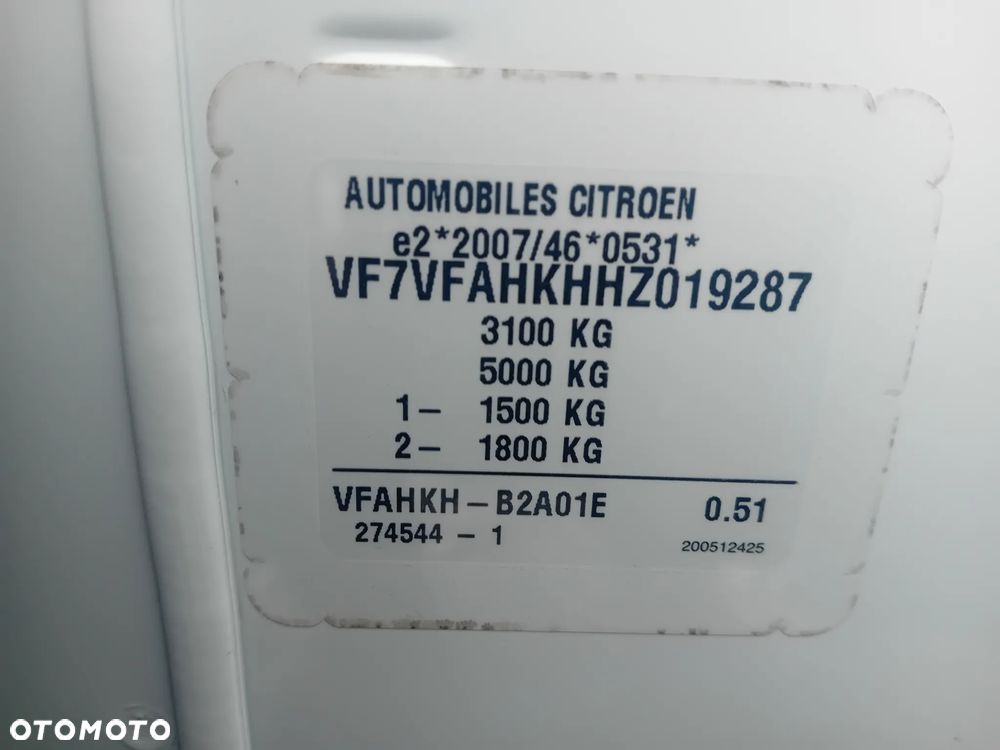 AUTOMOBILES CITROEN
e2*2007/46*0531*
VF7VFAHKHHZ019287
3100 KG
5000 KG
1- 1500 KG
2- 1800 KG
VFAHKH-B2A01E 0.51
274544-1 200512425
OTOMOTO